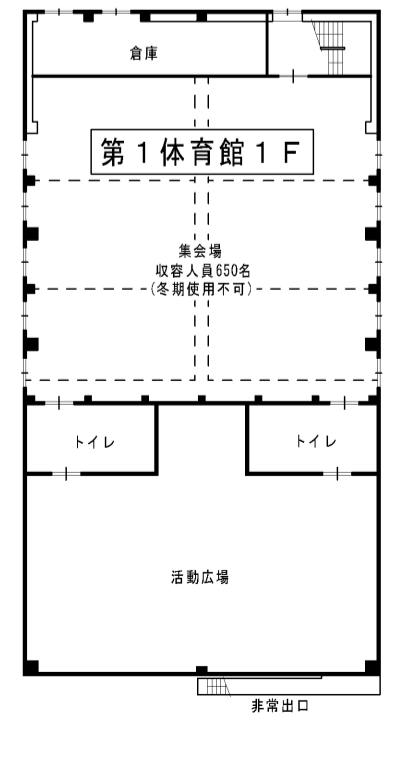 倉庫
第１体育館１Ｆ
集会場
収容人員650名
(冬期使用不可)
トイレ
トイレ
活動広場
非常出口